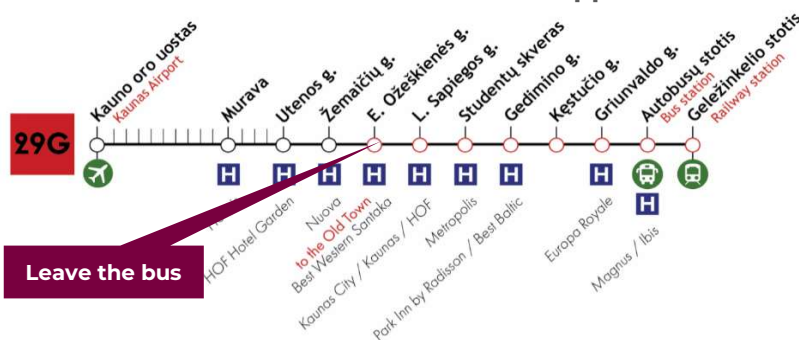 29G
Kauno oro uostas
Kaunas Airport
Murava
Utenos g.
Žemaičių g.
E. Ožeškienės g.
L. Sapiegos g.
Studentų skveras
Gedimino g.
Kęstučio g.
Griunvaldo g.
Autobusų stotis
Bus station
Geležinkelio stotis
Railway station
H
H
H
H
H
H
H
H
H
HOF Hotel Garden
Nuova
to the Old Town
Best Western Santaka
Kaunas City / Kaunas / HOF
Metropolis
Park Inn by Radisson / Best Baltic
Europa Royale
Magnus / Ibis
Leave the bus